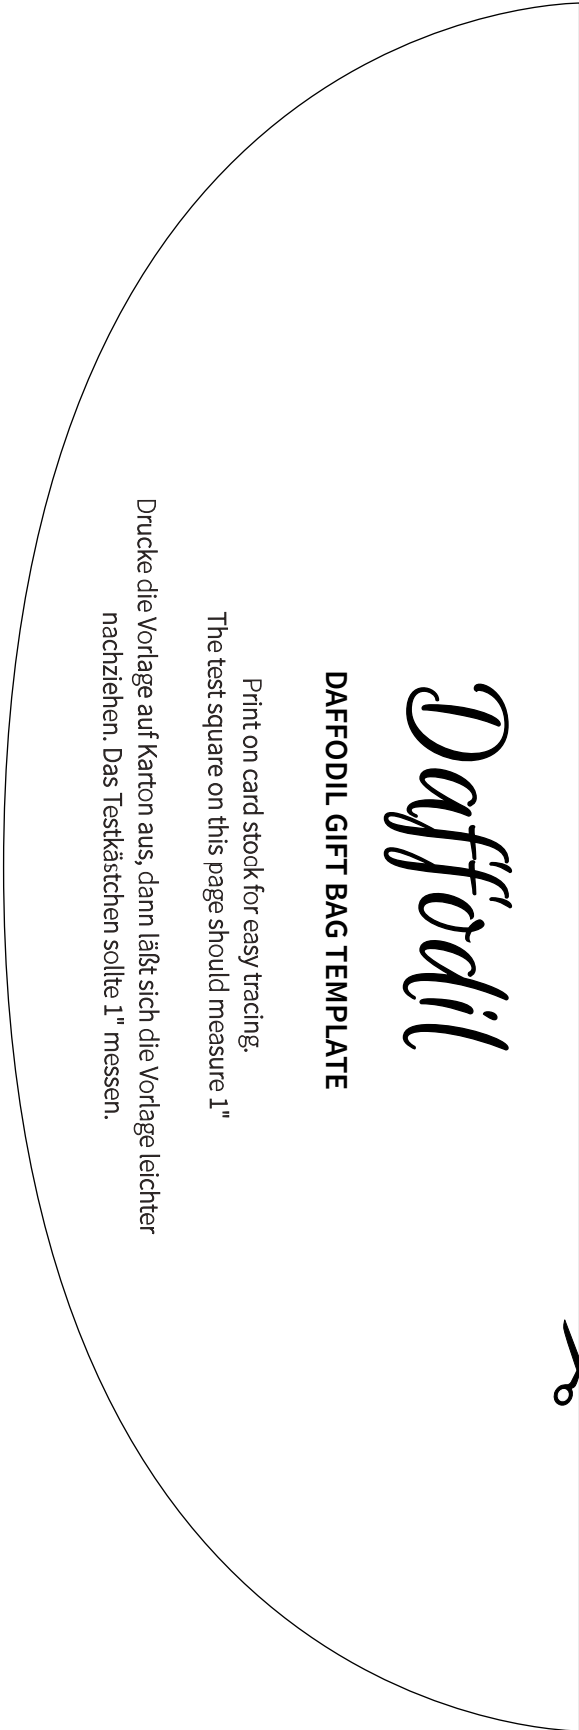 Daffodil
DAFFODIL GIFT BAG TEMPLATE
Print on card stock for easy tracing.
The test square on this page should measure 1"
Drucke die Vorlage auf Karton aus, dann läßt sich die Vorlage leichter
nachziehen. Das Testkästchen sollte 1" messen.